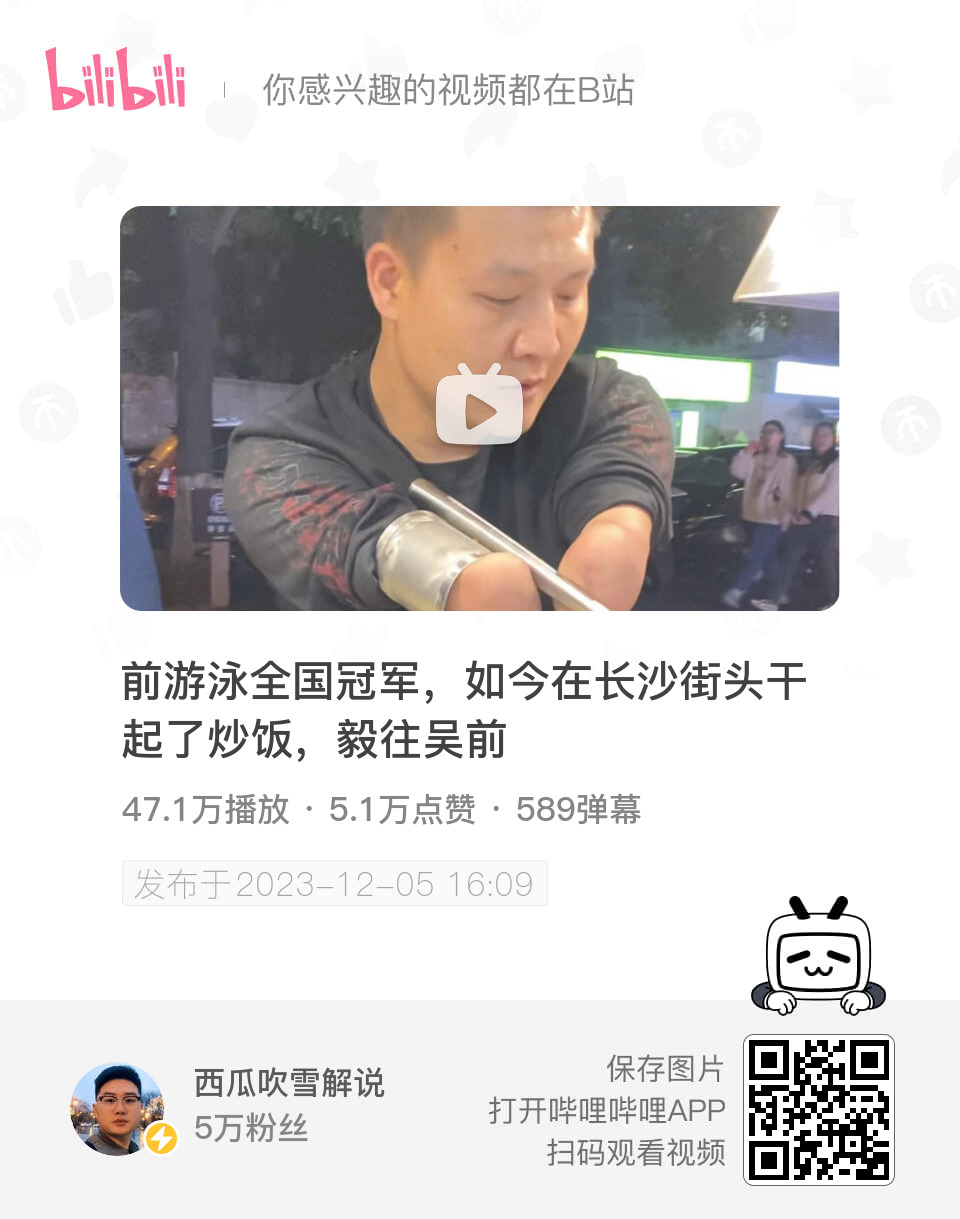 bilibili
你感兴趣的视频都在B站
前游泳全国冠军，如今在长沙街头干
起了炒饭，毅往吴前
47.1万播放 · 5.1万点赞 · 589弹幕
发布于2023-12-05 16:09
西瓜吹雪解说
5万粉丝
保存图片
打开哔哩哔哩APP
扫码观看视频